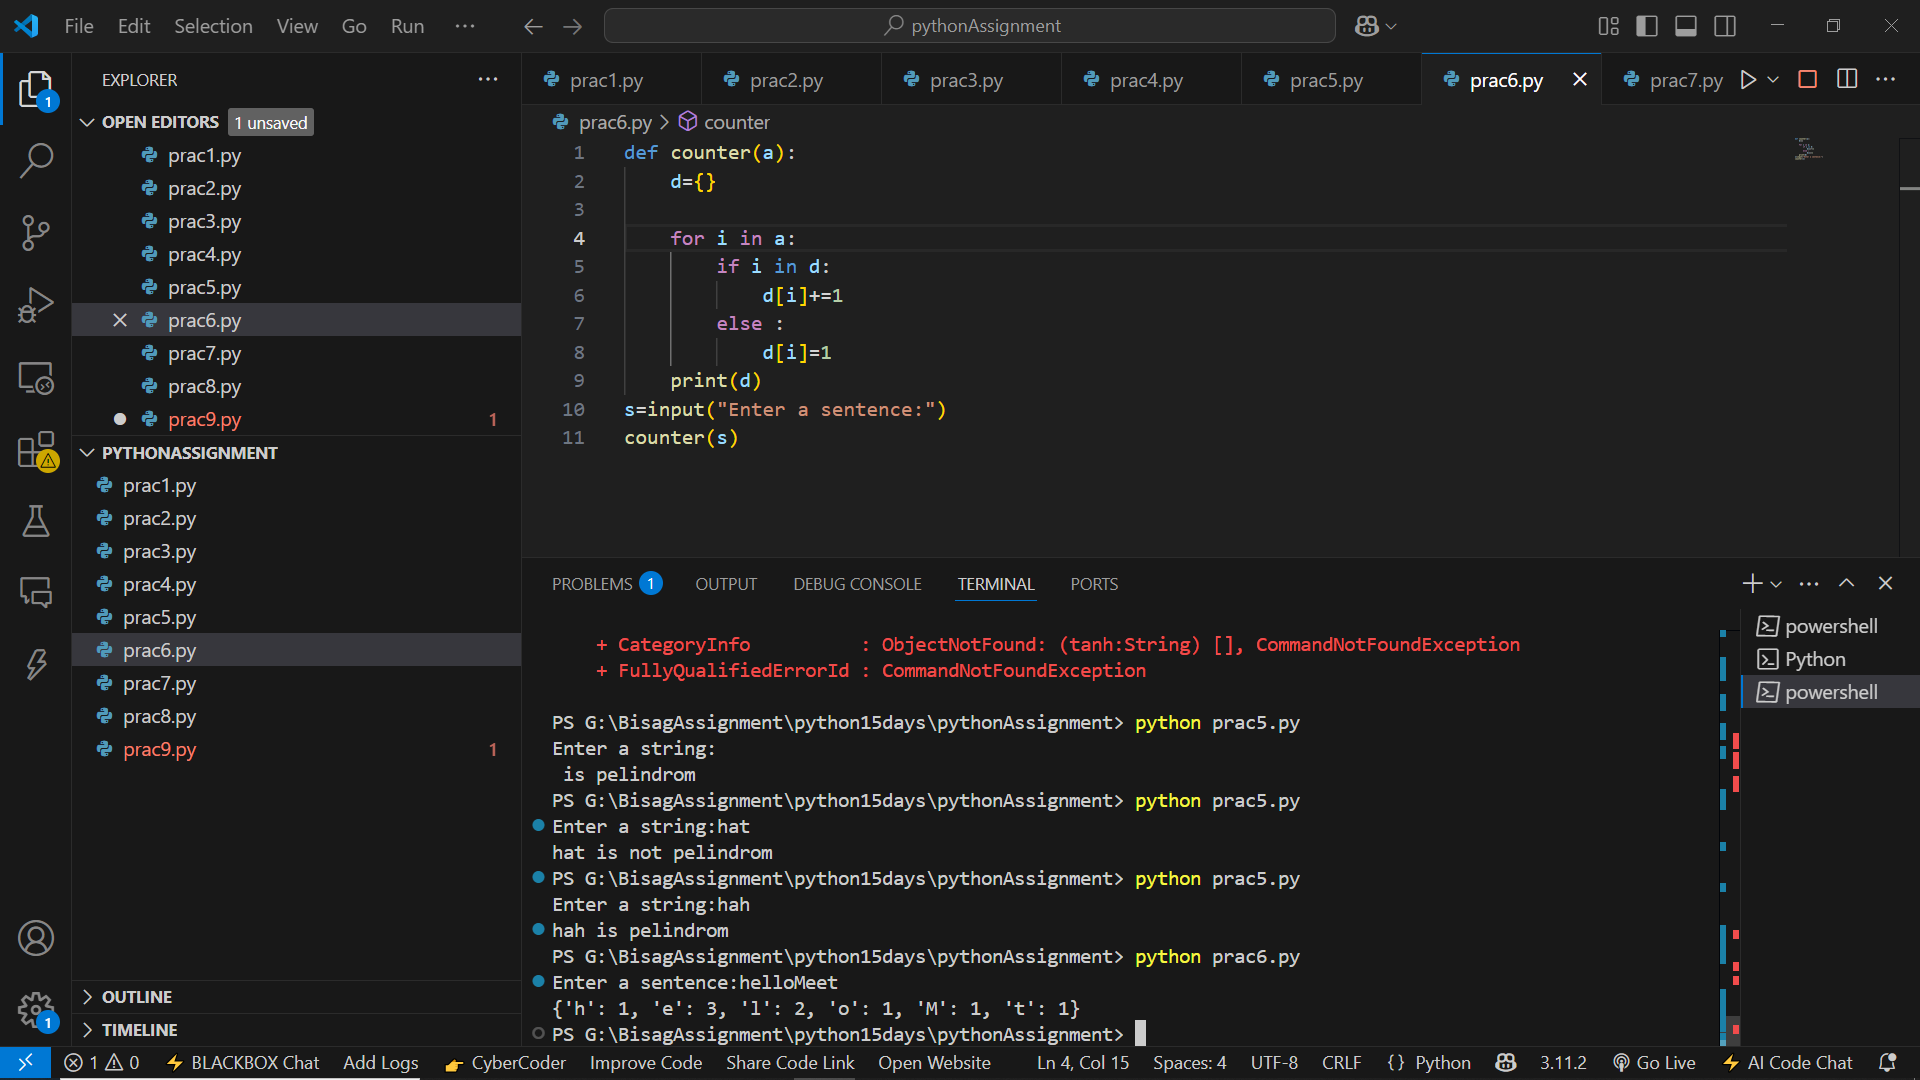 File Edit Selection View Go Run ···
pythonAssignment
EXPLORER
OPEN EDITORS 1 unsaved
prac1.py
prac2.py
prac3.py
prac4.py
prac5.py
prac6.py
prac7.py
prac8.py
prac9.py 1
PYTHONASSIGNMENT
prac1.py
prac2.py
prac3.py
prac4.py
prac5.py
prac6.py
prac7.py
prac8.py
prac9.py 1
OUTLINE
TIMELINE
1
1
prac1.py prac2.py prac3.py prac4.py prac5.py prac6.py prac7.py
prac6.py > counter
1 def counter(a):
2     d={}
3
4     for i in a:
5         if i in d:
6             d[i]+=1
7         else :
8             d[i]=1
9     print(d)
10 s=input("Enter a sentence:")
11 counter(s)
PROBLEMS 1 OUTPUT DEBUG CONSOLE TERMINAL PORTS
    + CategoryInfo          : ObjectNotFound: (tanh:String) [], CommandNotFoundException
    + FullyQualifiedErrorId : CommandNotFoundException
PS G:\BisagAssignment\python15days\pythonAssignment> python prac5.py
Enter a string:
 is pelindrom
PS G:\BisagAssignment\python15days\pythonAssignment> python prac5.py
Enter a string:hat
hat is not pelindrom
PS G:\BisagAssignment\python15days\pythonAssignment> python prac5.py
Enter a string:hah
hah is pelindrom
PS G:\BisagAssignment\python15days\pythonAssignment> python prac6.py
Enter a sentence:helloMeet
{'h': 1, 'e': 3, 'l': 2, 'o': 1, 'M': 1, 't': 1}
PS G:\BisagAssignment\python15days\pythonAssignment>
powershell
Python
powershell
1 0 BLACKBOX Chat Add Logs CyberCoder Improve Code Share Code Link Open Website Ln 4, Col 15 Spaces: 4 UTF-8 CRLF {} Python 3.11.2 Go Live AI Code Chat